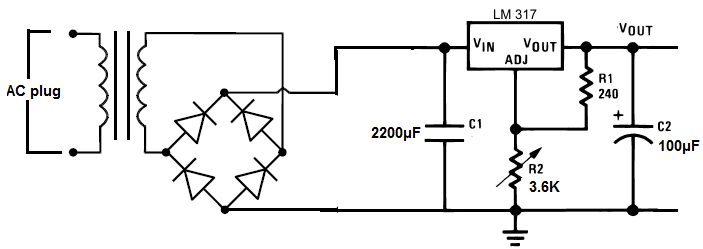 LM 317
VOUT
VIN
VOUT
ADJ
AC plug
R1
240
2200µF
C1
+
C2
100µF
R2
3.6K